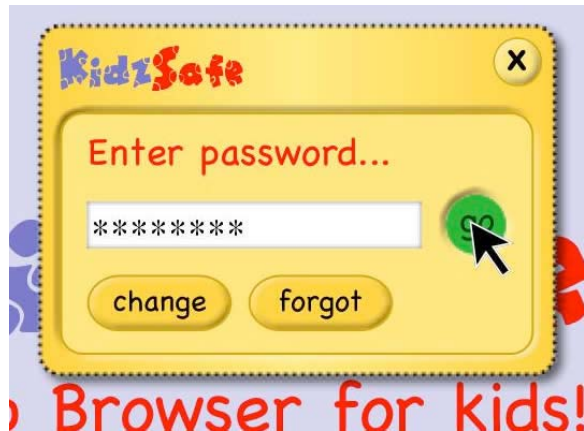 KidzSafe
X
Enter password...
********
go
change
forgot
Browser for kids!